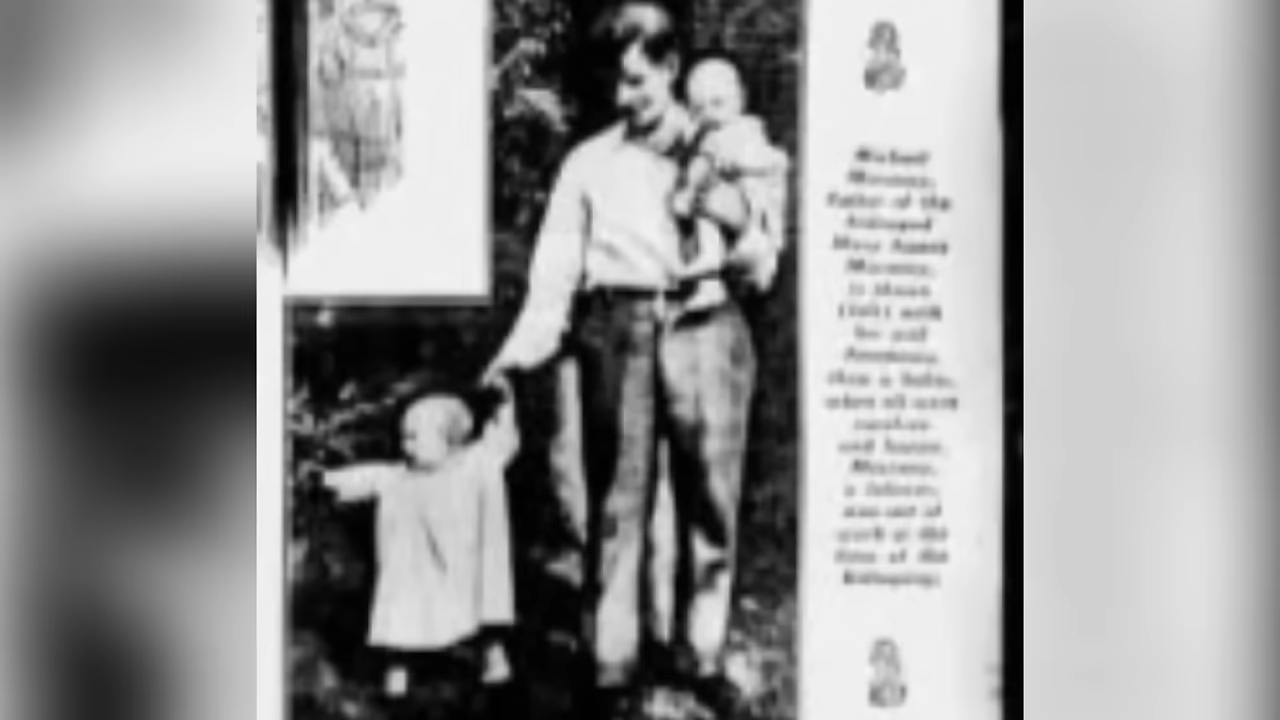 Michael
Moroney,
Father of the
kidnaped
Mary Agnes
Moroney,
is shown
with
and
then a baby,
when all were
and happy.
Moroney,
a laborer,
was out of
work at the
time of the
kidnaping.